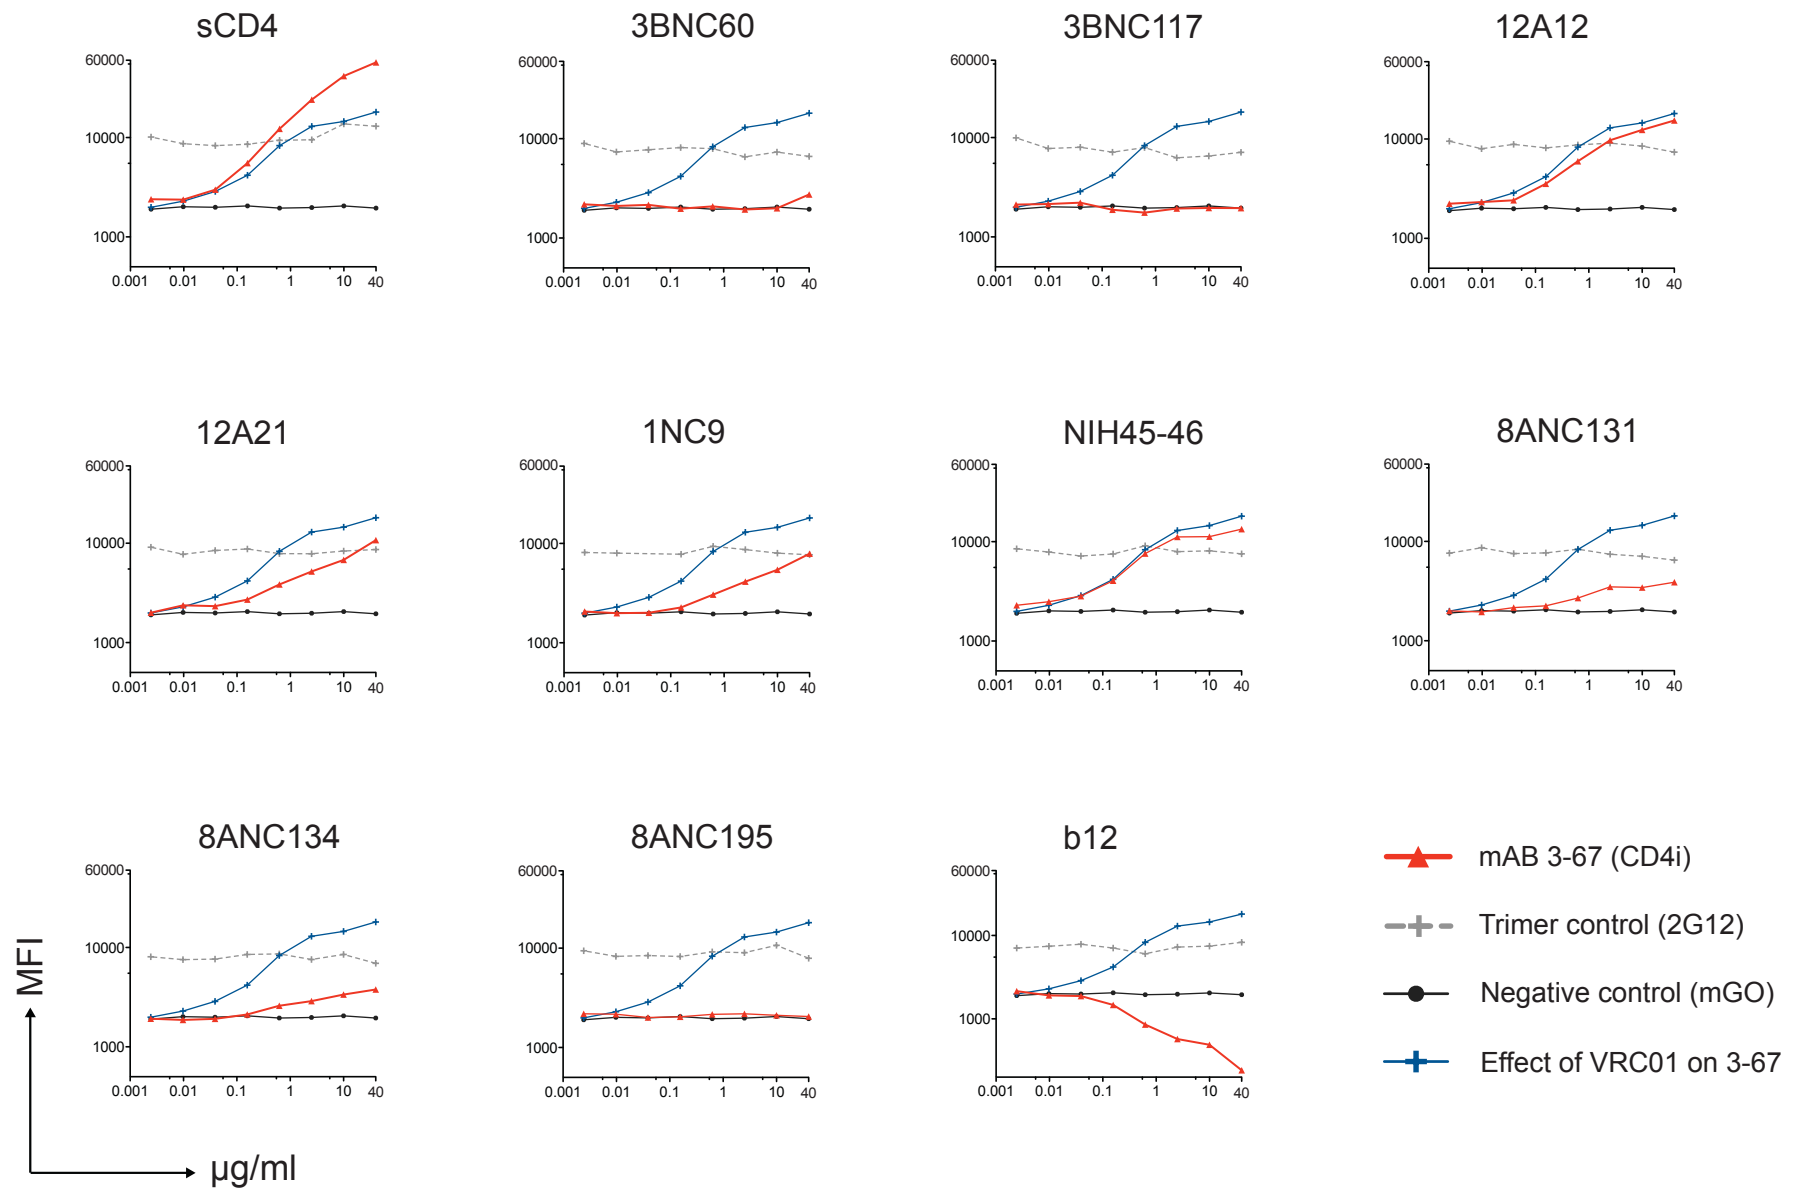 sCD4
3BNC60
3BNC117
12A12
60000
10000
1000
0.001 0.01 0.1 1 10 40
60000
10000
1000
0.001 0.01 0.1 1 10 40
60000
10000
1000
0.001 0.01 0.1 1 10 40
60000
10000
1000
0.001 0.01 0.1 1 10 40
12A21
1NC9
NIH45-46
8ANC131
60000
10000
1000
0.001 0.01 0.1 1 10 40
60000
10000
1000
0.001 0.01 0.1 1 10 40
60000
10000
1000
0.001 0.01 0.1 1 10 40
60000
10000
1000
0.001 0.01 0.1 1 10 40
8ANC134
8ANC195
b12
60000
10000
1000
0.001 0.01 0.1 1 10 40
60000
10000
1000
0.001 0.01 0.1 1 10 40
60000
10000
1000
0.001 0.01 0.1 1 10 40
mAB 3-67 (CD4i)
Trimer control (2G12)
Negative control (mGO)
Effect of VRC01 on 3-67
MFI
µg/ml